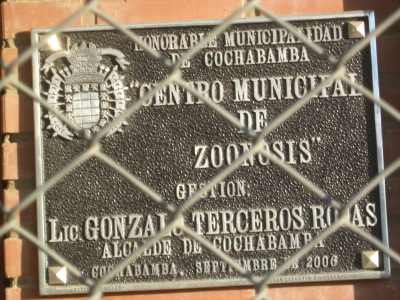 HONORABLE MUNICIPALIDAD
DE COCHABAMBA
"CENTRO MUNICIPAL
DE
ZOONOSIS"
GESTION
LIC. GONZALO TERCEROS ROJAS
ALCALDE DE COCHABAMBA
COCHABAMBA, SEPTIEMBRE DE 2006